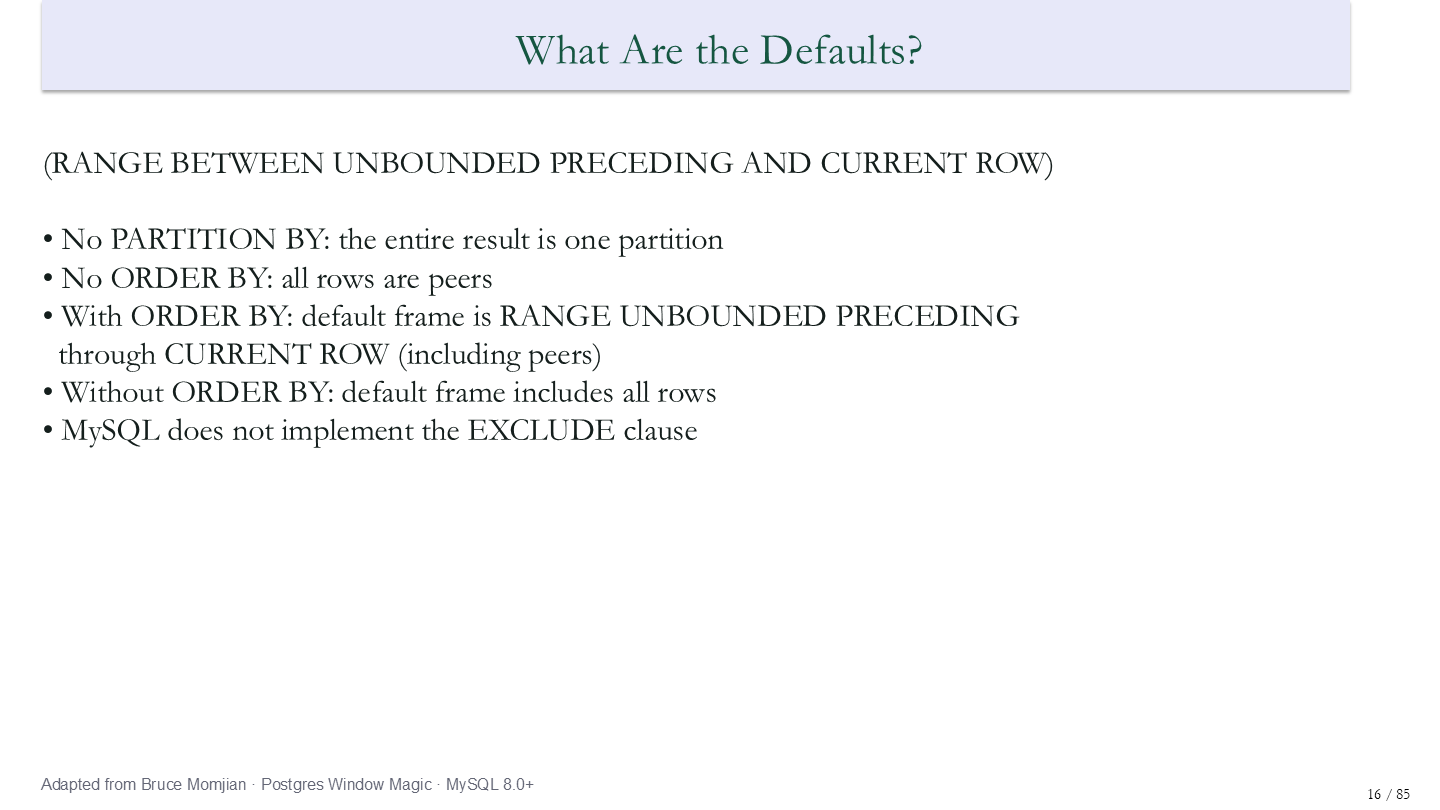 What Are the Defaults?
(RANGE BETWEEN UNBOUNDED PRECEDING AND CURRENT ROW)
• No PARTITION BY: the entire result is one partition
• No ORDER BY: all rows are peers
• With ORDER BY: default frame is RANGE UNBOUNDED PRECEDING
through CURRENT ROW (including peers)
• Without ORDER BY: default frame includes all rows
• MySQL does not implement the EXCLUDE clause
Adapted from Bruce Momjian · Postgres Window Magic · MySQL 8.0+
16 / 85